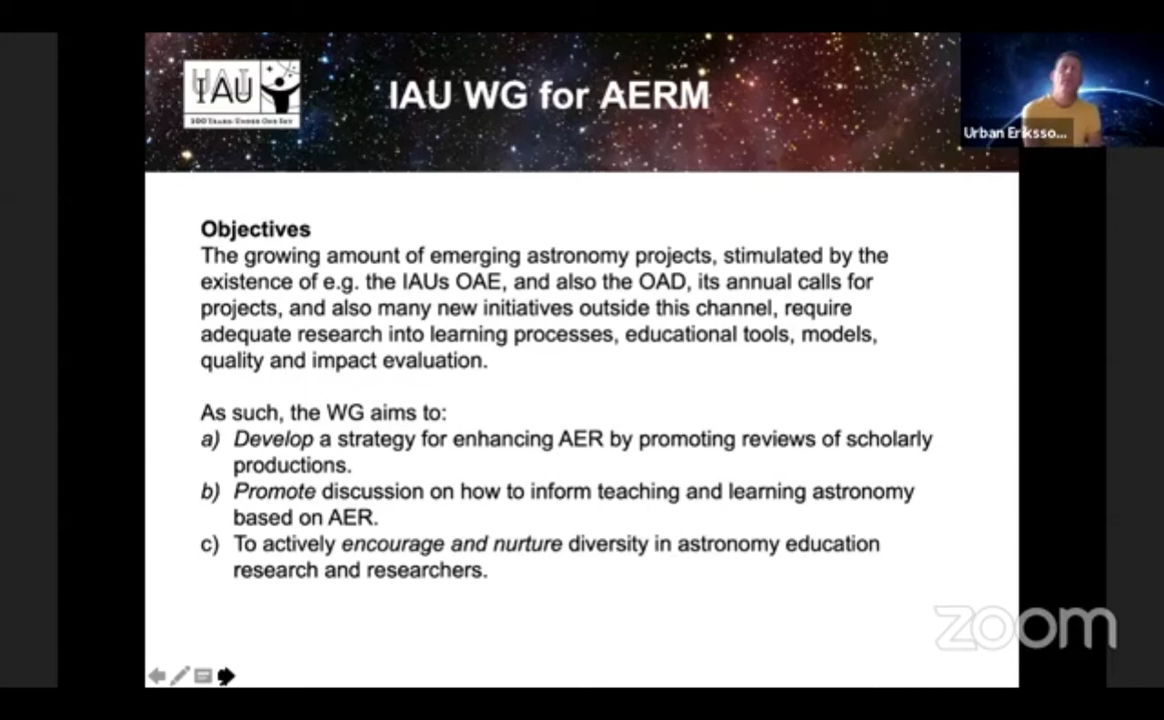 IAU
100 Years: Under One Sky
IAU WG for AERM
Urban Eriksso...
Objectives
The growing amount of emerging astronomy projects, stimulated by the
existence of e.g. the IAUs OAE, and also the OAD, its annual calls for
projects, and also many new initiatives outside this channel, require
adequate research into learning processes, educational tools, models,
quality and impact evaluation.
As such, the WG aims to:
a) Develop a strategy for enhancing AER by promoting reviews of scholarly
productions.
b) Promote discussion on how to inform teaching and learning astronomy
based on AER.
c) To actively encourage and nurture diversity in astronomy education
research and researchers.
zoom